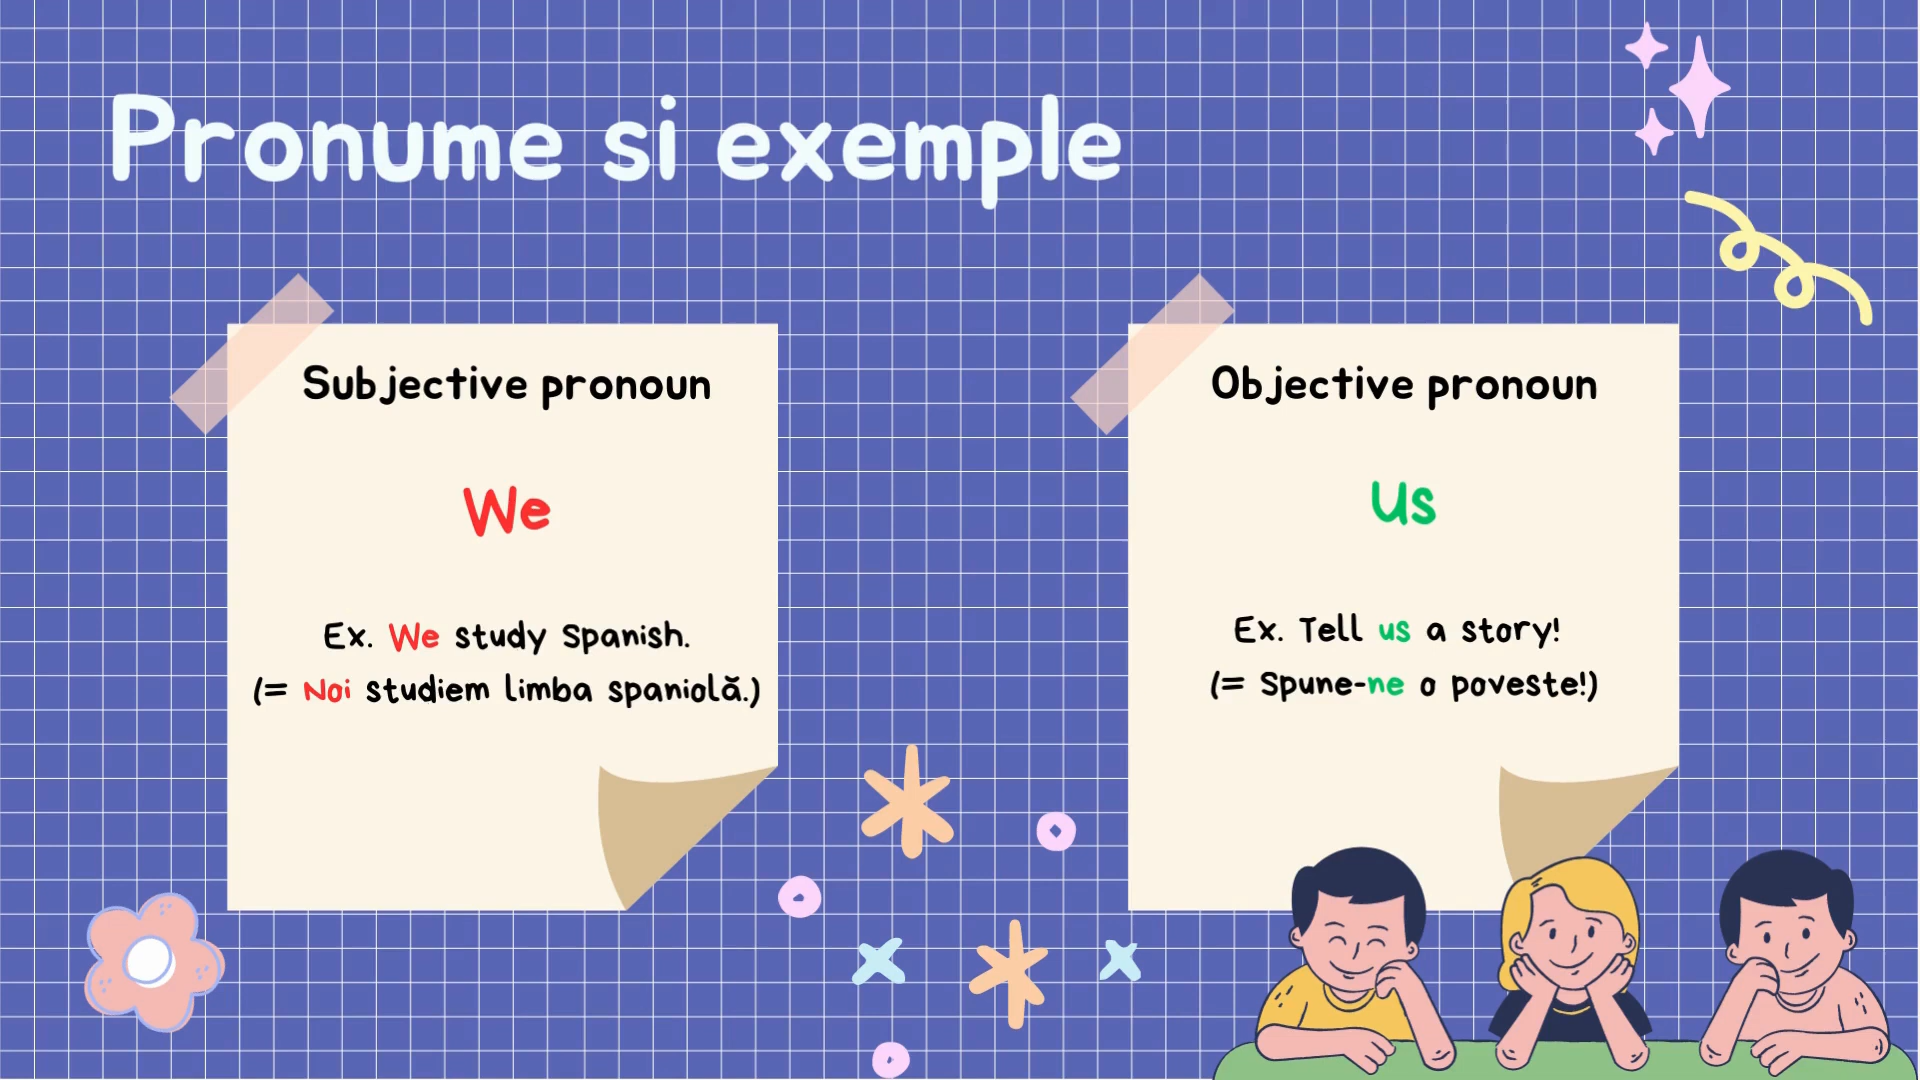 Pronume si exemple
Subjective pronoun
We
Ex. We study Spanish.
(= Noi studiem limba spaniolă.)
Objective pronoun
Us
Ex. Tell us a story!
(= Spune-ne o poveste!)